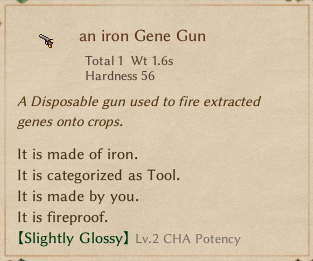 an iron Gene Gun
Total 1 Wt 1.6s
Hardness 56
A Disposable gun used to fire extracted
genes onto crops.
It is made of iron.
It is categorized as Tool.
It is made by you.
It is fireproof.
【Slightly Glossy】 Lv.2 CHA Potency